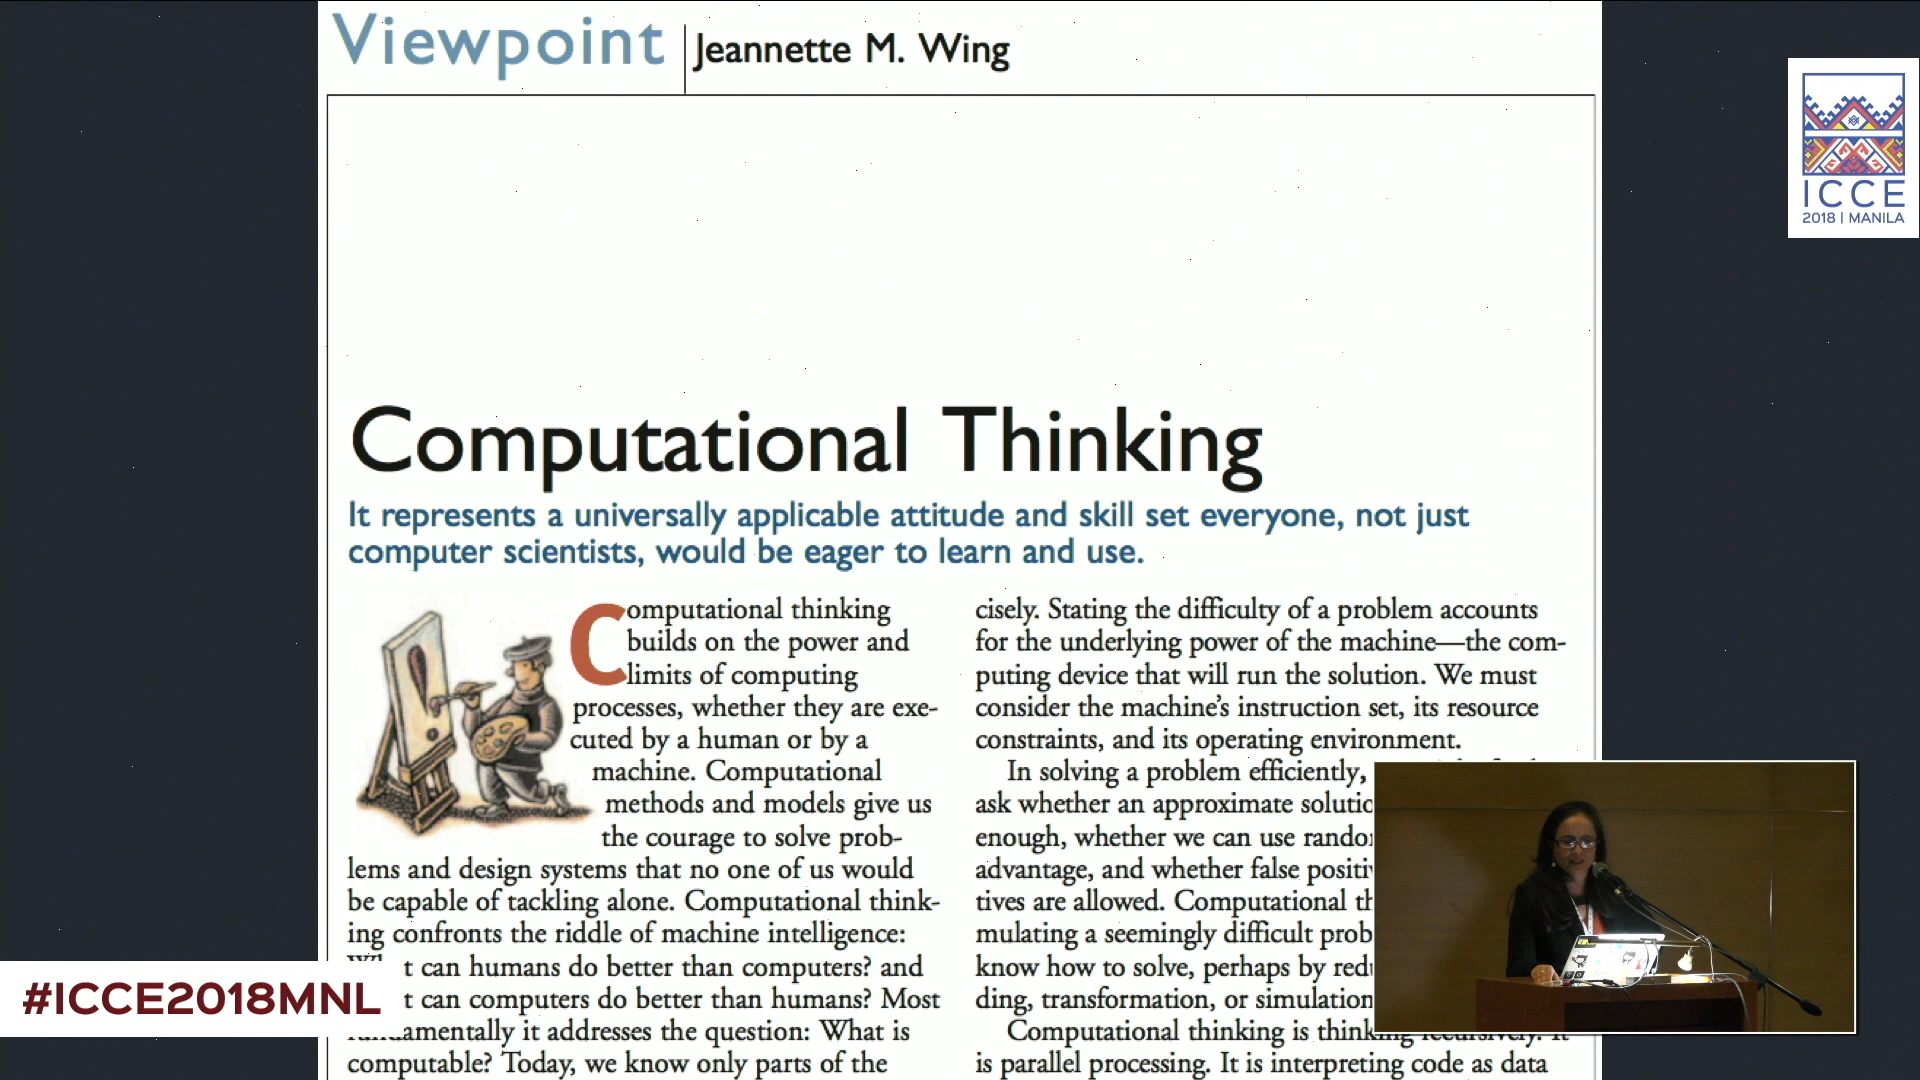 Viewpoint
Jeannette M. Wing
ICCE
2018 | MANILA
Computational Thinking
It represents a universally applicable attitude and skill set everyone, not just
computer scientists, would be eager to learn and use.
Computational thinking
builds on the power and
limits of computing
processes, whether they are exe-
cuted by a human or by a
machine. Computational
methods and models give us
the courage to solve prob-
lems and design systems that no one of us would
be capable of tackling alone. Computational think-
ing confronts the riddle of machine intelligence:
t can humans do better than computers? and
t can computers do better than humans? Most
amentally it addresses the question: What is
computable? Today, we know only parts of the
cisely. Stating the difficulty of a problem accounts
for the underlying power of the machine—the com-
puting device that will run the solution. We must
consider the machine's instruction set, its resource
constraints, and its operating environment.
In solving a problem efficiently,
ask whether an approximate solutio
enough, whether we can use rando
advantage, and whether false positi
tives are allowed. Computational th
mulating a seemingly difficult prob
know how to solve, perhaps by redu
ding, transformation, or simulation
Computational thinking is thinking recursively. It
is parallel processing. It is interpreting code as data
#ICCE2018MNL